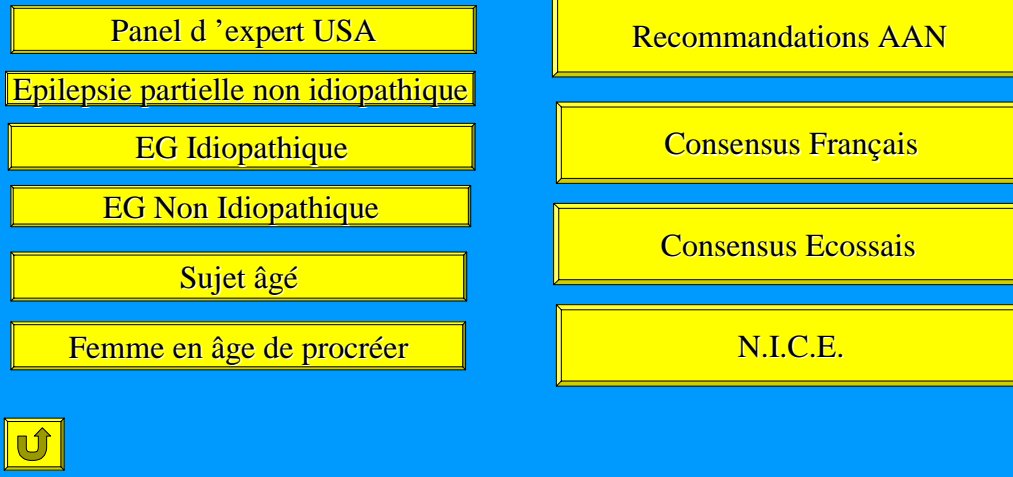 Panel d 'expert USA
Epilepsie partielle non idiopathique
EG Idiopathique
EG Non Idiopathique
Sujet âgé
Femme en âge de procréer
Recommandations AAN
Consensus Français
Consensus Ecossais
N.I.C.E.